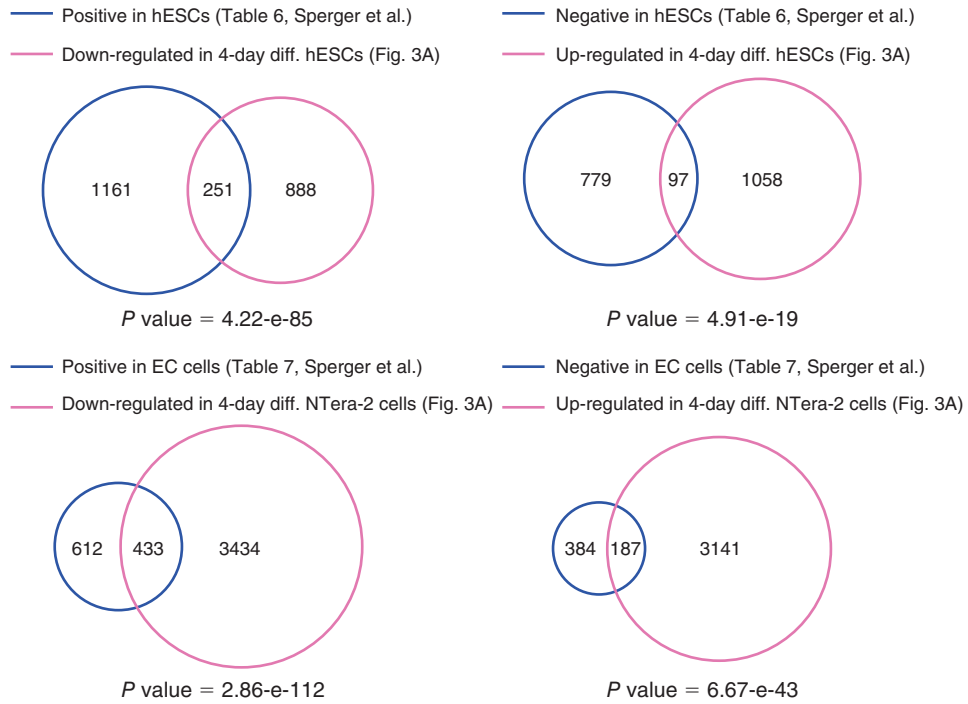 Positive in hESCs (Table 6, Sperger et al.)
Down-regulated in 4-day diff. hESCs (Fig. 3A)
1161
251
888
P value = 4.22-e-85
Negative in hESCs (Table 6, Sperger et al.)
Up-regulated in 4-day diff. hESCs (Fig. 3A)
779
97
1058
P value = 4.91-e-19
Positive in EC cells (Table 7, Sperger et al.)
Down-regulated in 4-day diff. NTera-2 cells (Fig. 3A)
612
433
3434
P value = 2.86-e-112
Negative in EC cells (Table 7, Sperger et al.)
Up-regulated in 4-day diff. NTera-2 cells (Fig. 3A)
384
187
3141
P value = 6.67-e-43